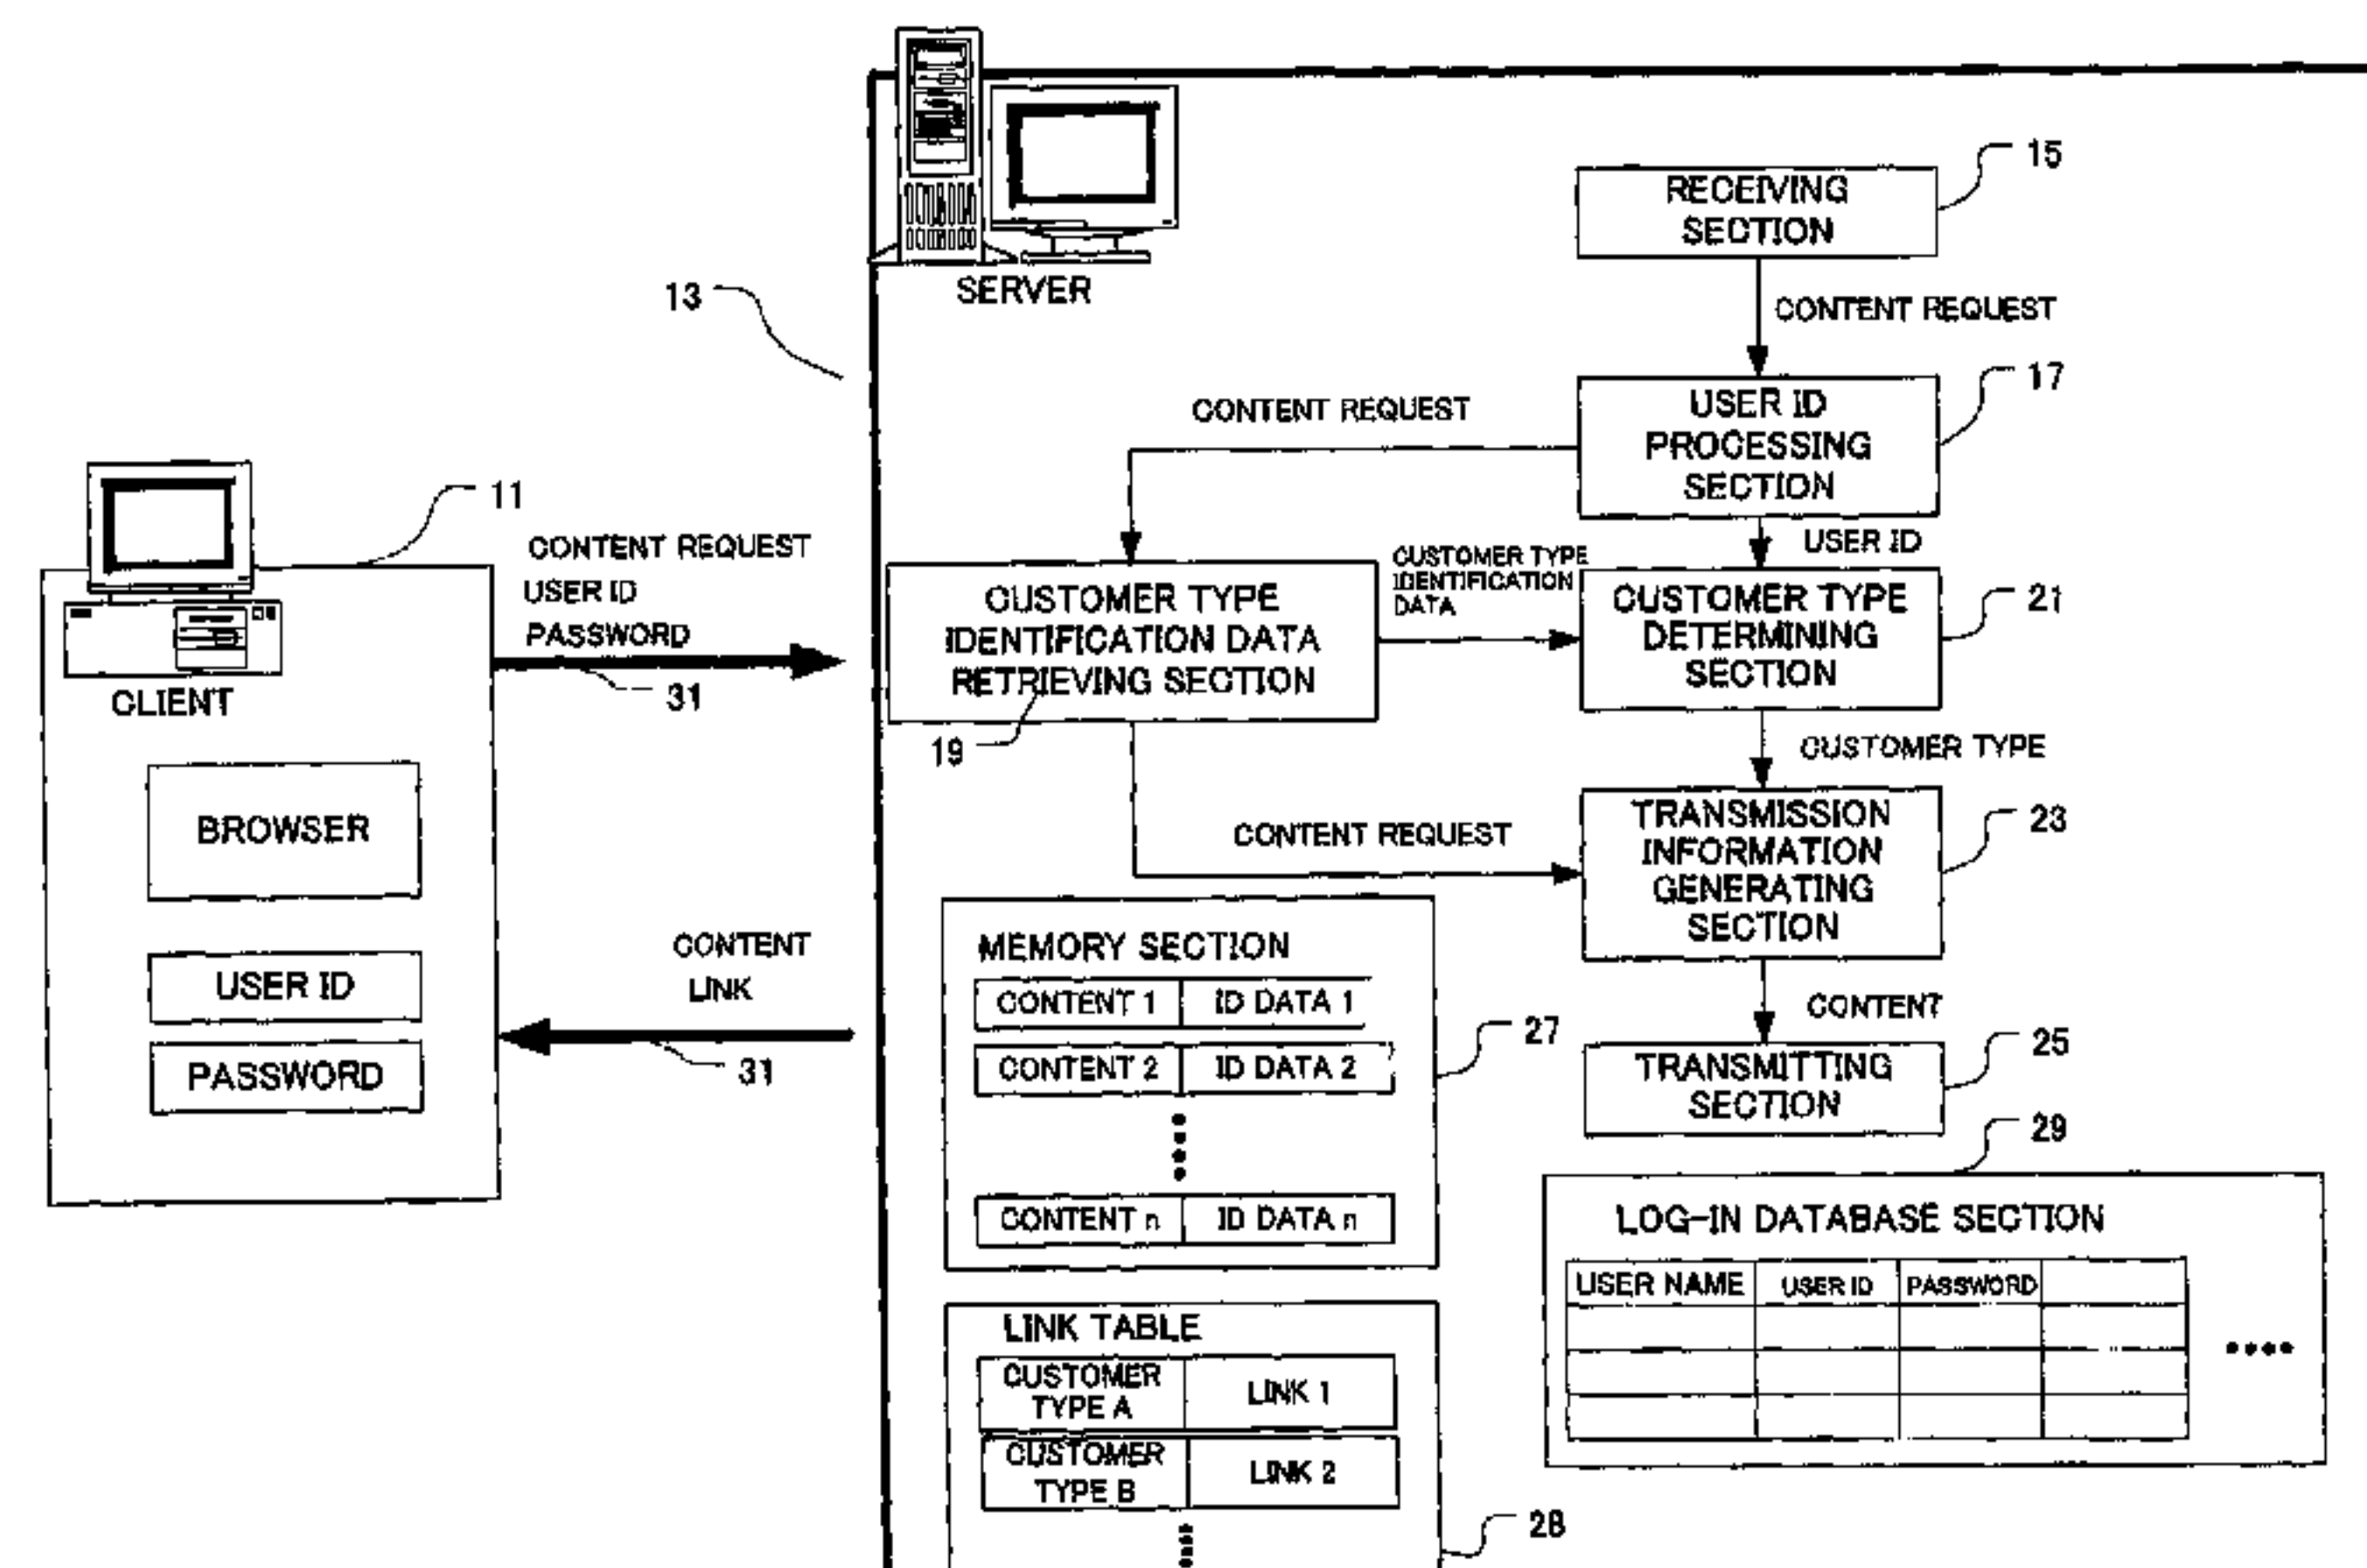 SERVER
13
RECEIVING
SECTION
15
CONTENT REQUEST
USER ID
PROCESSING
SECTION
17
CONTENT REQUEST
USER ID
CUSTOMER TYPE
IDENTIFICATION DATA
RETRIEVING SECTION
19
CUSTOMER TYPE
IDENTIFICATION
DATA
CUSTOMER TYPE
DETERMINING
SECTION
21
CUSTOMER TYPE
CONTENT REQUEST
TRANSMISSION
INFORMATION
GENERATING
SECTION
23
CONTENT
TRANSMITTING
SECTION
25
CLIENT
11
BROWSER
USER ID
PASSWORD
CONTENT REQUEST
USER ID
PASSWORD
31
CONTENT
LINK
31
MEMORY SECTION
CONTENT 1 ID DATA 1
CONTENT 2 ID DATA 2
CONTENT n ID DATA n
27
LINK TABLE
CUSTOMER
TYPE A LINK 1
CUSTOMER
TYPE B LINK 2
28
29
LOG-IN DATABASE SECTION
USER NAME USER ID PASSWORD